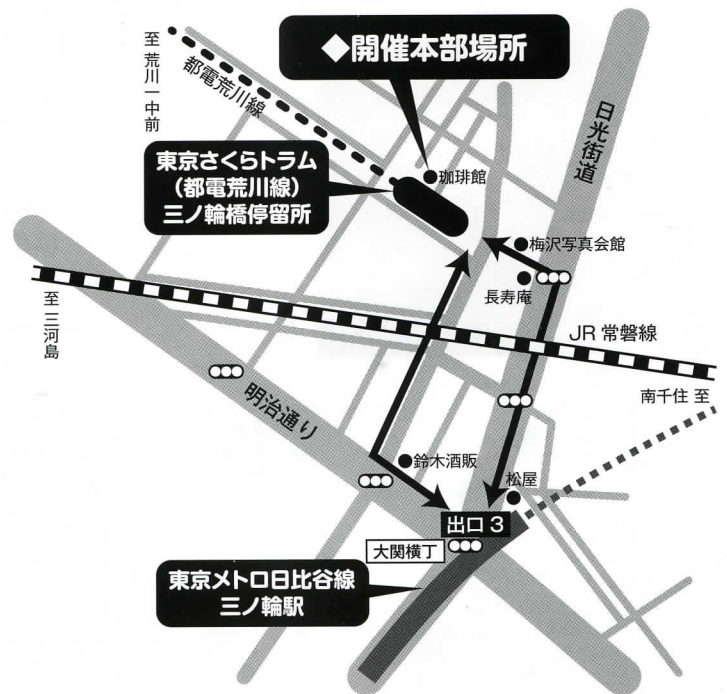 ◆開催本部場所
至 荒川一中前
都電荒川線
日光街道
東京さくらトラム
（都電荒川線）
三ノ輪橋停留所
珈琲館
梅沢写真会館
長寿庵
至 三河島
JR 常磐線
南千住 至
明治通り
鈴木酒販
松屋
出口 3
大関横丁
東京メトロ日比谷線
三ノ輪駅